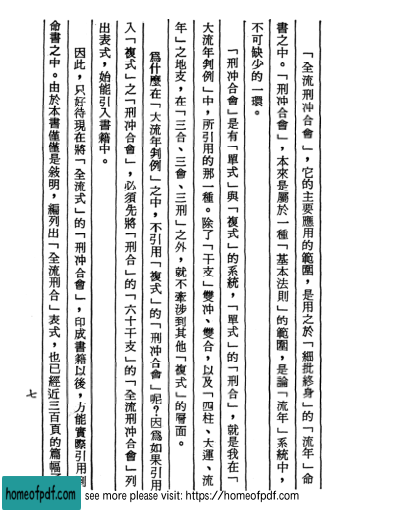 「全流刑冲合會」，它的主要應用的範圍，是用之於「細批終身」的「流年」命
書之中。「刑冲合會」，本來是屬於一種「基本法則」的範圍，是論「流年」系統中，
不可缺少的一環。
「刑冲合會」是有「單式」與「複式」的系統，「單式」的「刑合」，就是我在「
大流年判例」中，所引用的那一種。除了「干支」雙冲、雙合，以及「四柱、大運、流
年」之地支，在「三合、三會、三刑」之外，就不牽涉到其他「複式」的層面。
爲什麼在「大流年判例」之中，不引用「複式」的「刑冲合會」呢？因爲如果引用
入「複式」之「刑冲合會」，必須先將「刑合」的「六十干支」的「全流刑冲合會」列
出表式，始能引入書籍中。
因此，只好待現在將「全流式」的「刑冲合會」，印成書籍以後，方能實際引用到
命書之中。由於本書僅僅是敘明，編列出「全流刑合」表式，也已經近三百頁的篇幅
七
homeofpdf.com
see more please visit: https://homeofpdf.com